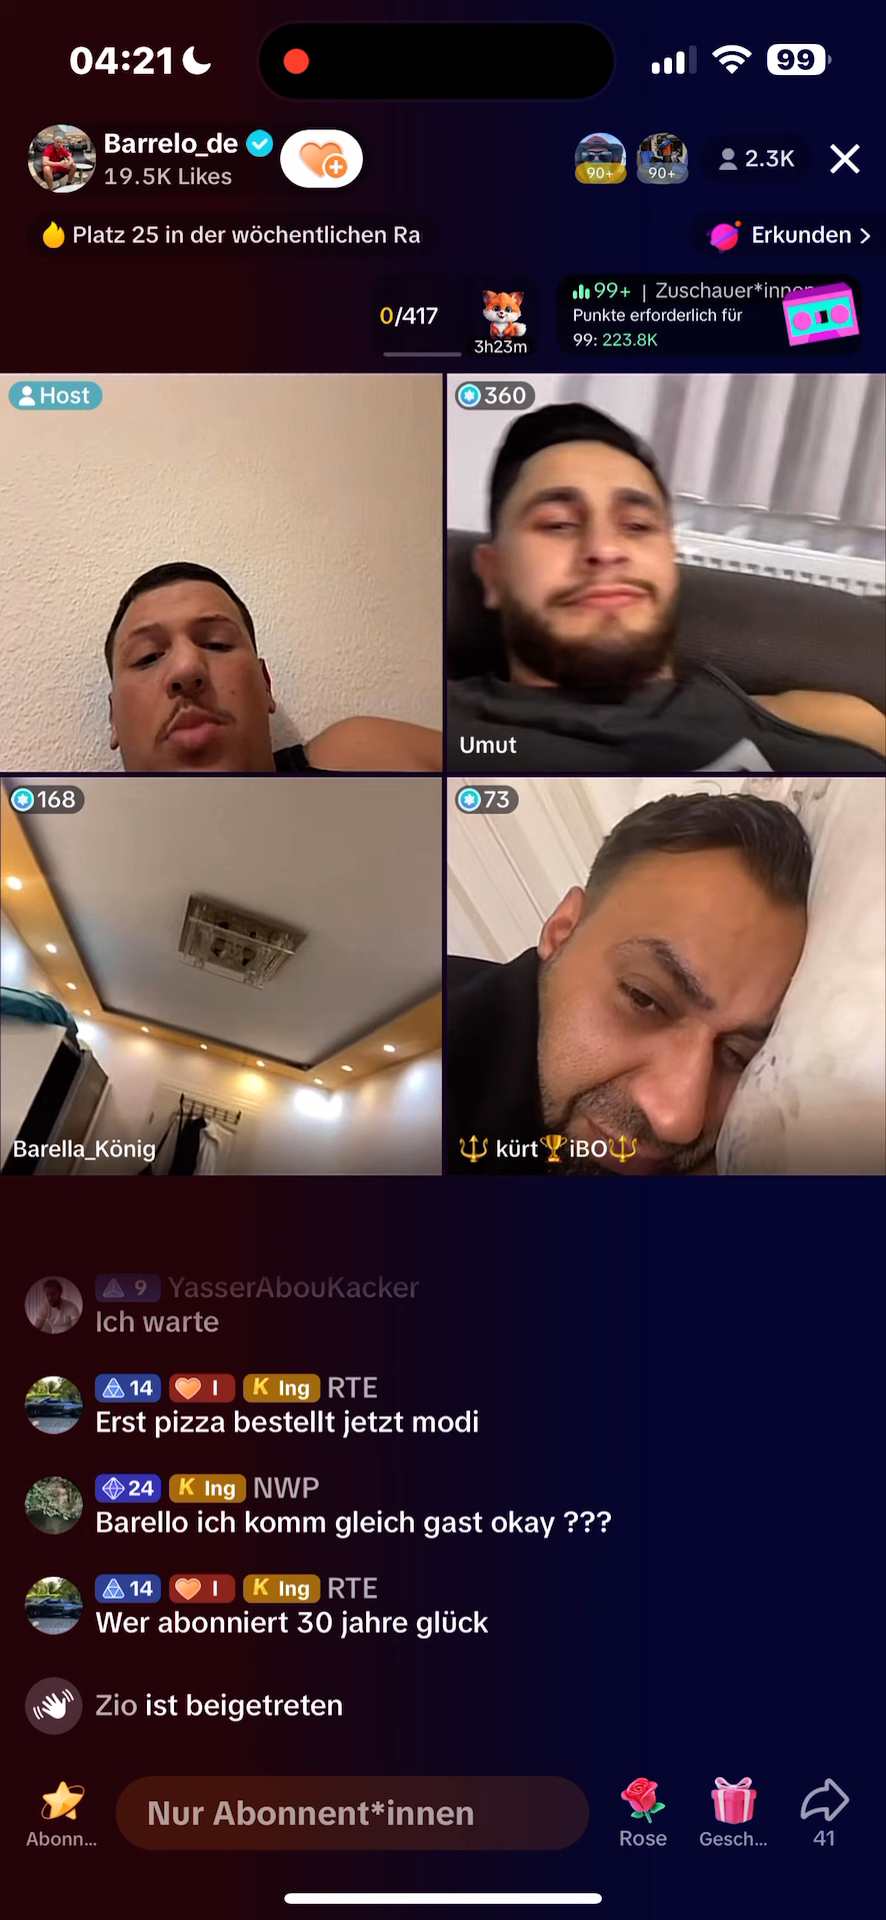 04:21
99
Barrelo_de
19.5K Likes
90+
90+
2.3K
Platz 25 in der wöchentlichen Ra
Erkunden >
0/417
3h23m
99+ | Zuschauer*innen
Punkte erforderlich für
99: 223.8K
Host
360
Umut
168
73
Barella_König
kürt🏆iBO
9 YasserAbouKacker
Ich warte
14 I K Ing RTE
Erst pizza bestellt jetzt modi
24 K Ing NWP
Barello ich komm gleich gast okay ???
14 I K Ing RTE
Wer abonniert 30 jahre glück
Zio ist beigetreten
Nur Abonnent*innen
Abonn...
Rose
Gesch...
41